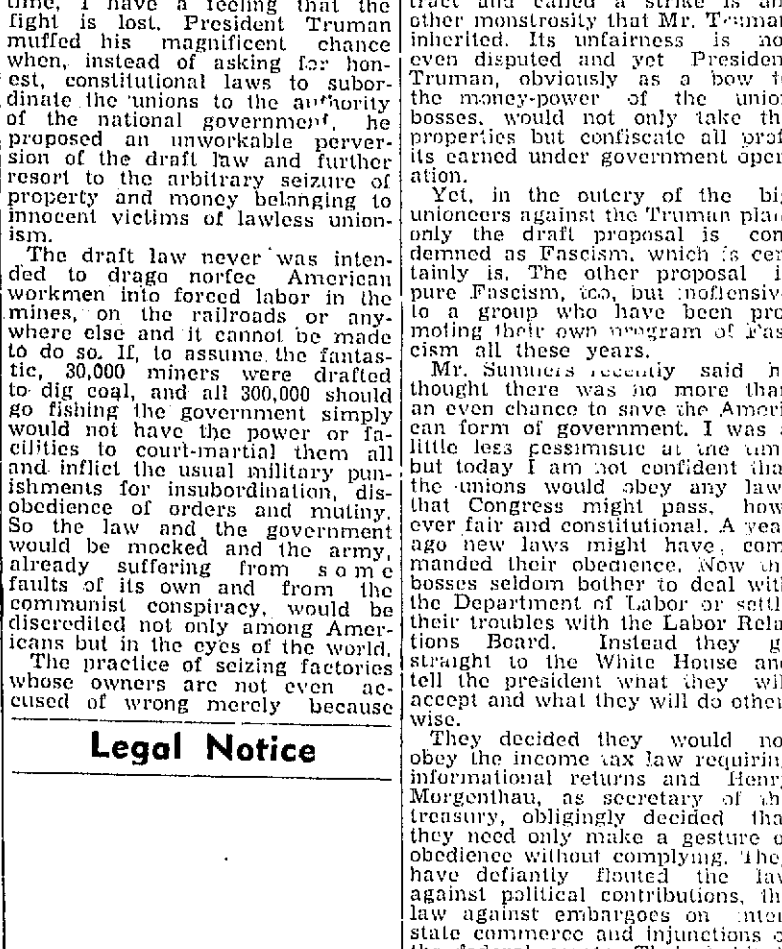 time, I have a feeling that the
fight is lost. President Truman
muffed his magnificent chance
when, instead of asking for hon-
est, constitutional laws to subor-
dinate the unions to the authority
of the national government, he
proposed an unworkable perver-
sion of the draft law and further
resort to the arbitrary seizure of
property and money belonging to
innocent victims of lawless union-
ism.
The draft law never was inten-
ded to drago norfee American
workmen into forced labor in the
mines, on the railroads or any-
where else and it cannot be made
to do so. If, to assume the fantas-
tic, 30,000 miners were drafted
to dig coal, and all 300,000 should
go fishing the government simply
would not have the power or fa-
cilities to court-martial them all
and inflict the usual military pun-
ishments for insubordination, dis-
obedience of orders and mutiny.
So the law and the government
would be mocked and the army,
already suffering from some
faults of its own and from the
communist conspiracy, would be
discredited not only among Amer-
icans but in the eyes of the world.
The practice of seizing factories
whose owners are not even ac-
cused of wrong merely because
Legal Notice
tract and called a strike is an
other monstrosity that Mr. Truman
inherited. Its unfairness is no
even disputed and yet Presiden
Truman, obviously as a bow t
the money-power of the unio
bosses, would not only take th
properties but confiscate all prof
its earned under government oper
ation.
Yet, in the outcry of the big
unioneers against the Truman plan
only the draft proposal is con
demned as Fascism, which is cer
tainly is. The other proposal i
pure Fascism, too, but inoffensiv
to a group who have been pro
moting their own program of Fas
cism all these years.
Mr. Sumners recently said h
thought there was no more than
an even chance to save the Ameri
can form of government. I was a
little less pessimistic at the tim
but today I am not confident tha
the unions would obey any law
that Congress might pass, how
ever fair and constitutional. A yea
ago new laws might have com
manded their obedience. Now th
bosses seldom bother to deal with
the Department of Labor or settl
their troubles with the Labor Rela
tions Board. Instead they g
straight to the White House and
tell the president what they wil
accept and what they will do other
wise.
They decided they would no
obey the income tax law requirin
informational returns and Henr
Morgenthau, as secretary of th
treasury, obligingly decided tha
they need only make a gesture o
obedience without complying. They
have defiantly flouted the law
against political contributions, th
law against embargoes on inter
state commerce and injunctions o